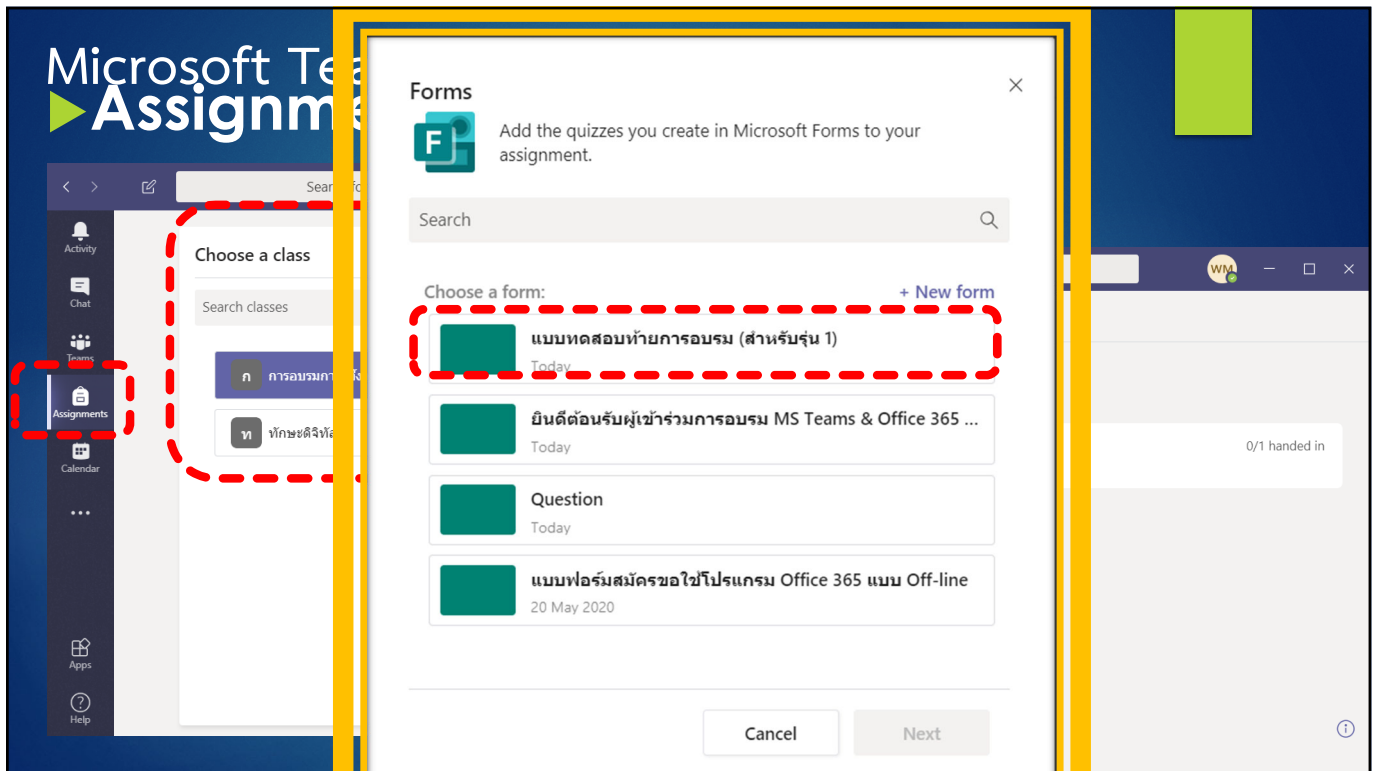 Microsoft Tea
Assignme
Forms
Add the quizzes you create in Microsoft Forms to your
assignment.
F
Search
Choose a form:
+ New form
แบบทดสอบท้ายการอบรม (สำหรับรุ่น 1)
Today
ยินดีต้อนรับผู้เข้าร่วมการอบรม MS Teams & Office 365 ...
Today
Question
Today
แบบฟอร์มสมัครขอใช้โปรแกรม Office 365 แบบ Off-line
20 May 2020
Cancel
Next
Activity
Chat
Teams
Assignments
Calendar
Apps
Help
Choose a class
Search classes
ก การอบรมกา
ท ทักษะดิจิทัล
WM
0/1 handed in